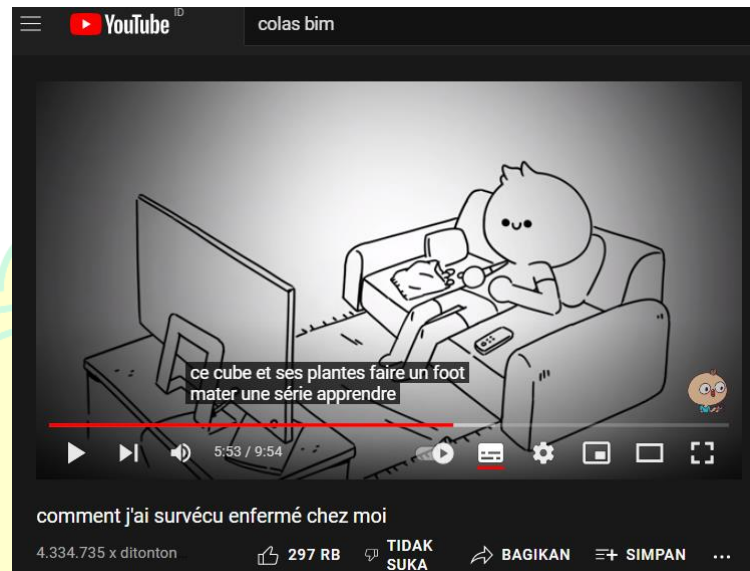 YouTube ID
colas bim
ce cube et ses plantes faire un foot
mater une série apprendre
5:53 / 9:54
comment j'ai survécu enfermé chez moi
4.334.735 x ditonton
297 RB
TIDAK
SUKA
BAGIKAN
SIMPAN